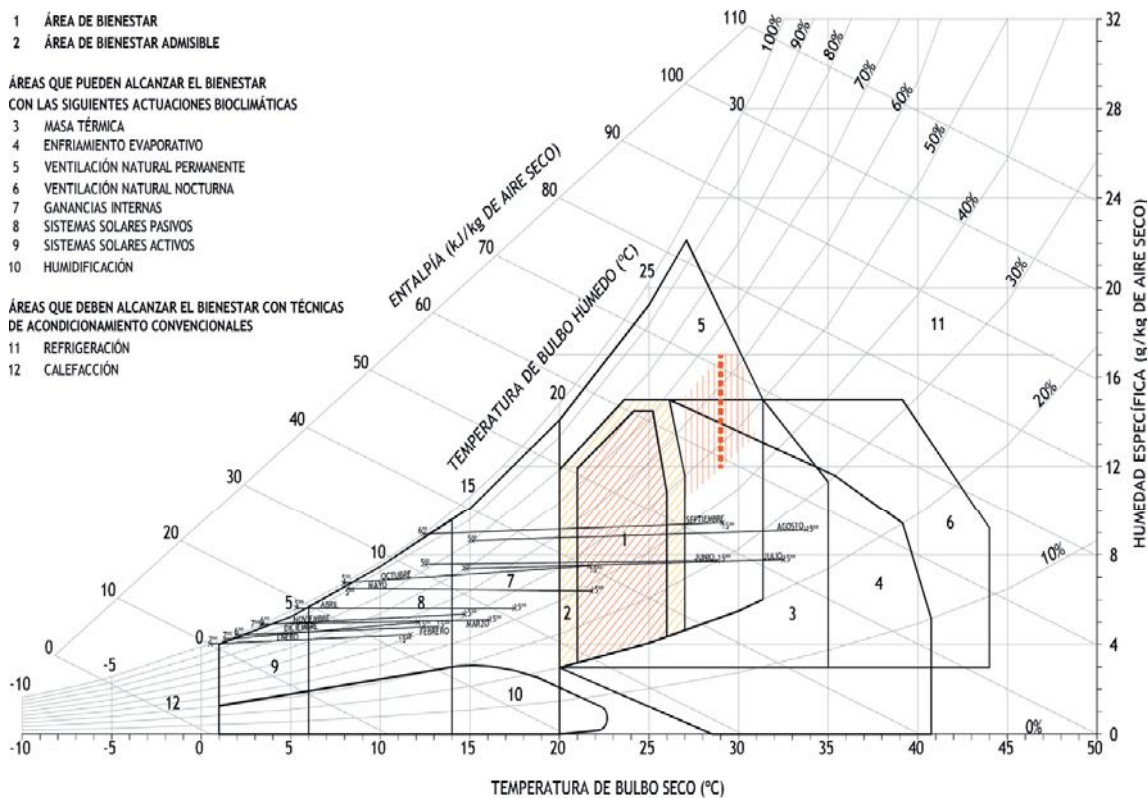 1 ÁREA DE BIENESTAR
2 ÁREA DE BIENESTAR ADMISIBLE
ÁREAS QUE PUEDEN ALCANZAR EL BIENESTAR
CON LAS SIGUIENTES ACTUACIONES BIOCLIMÁTICAS
3 MASA TÉRMICA
4 ENFRIAMIENTO EVAPORATIVO
5 VENTILACIÓN NATURAL PERMANENTE
6 VENTILACIÓN NATURAL NOCTURNA
7 GANANCIAS INTERNAS
8 SISTEMAS SOLARES PASIVOS
9 SISTEMAS SOLARES ACTIVOS
10 HUMIDIFICACIÓN
ÁREAS QUE DEBEN ALCANZAR EL BIENESTAR CON TÉCNICAS
DE ACONDICIONAMIENTO CONVENCIONALES
11 REFRIGERACIÓN
12 CALEFACCIÓN
ENTALPÍA (kJ/kg DE AIRE SECO)
0 10 20 30 40 50 60 70 80 90 100 110
TEMPERATURA DE BULBO HÚMEDO (°C)
-10 -5 0 5 10 15 20 25 30
100% 90% 80% 70% 60% 50% 40% 30% 20% 10% 0%
32
28
24
20
18
16
12
8
4
0
HUMEDAD ESPECÍFICA (g/kg DE AIRE SECO)
5
11
1
6
7
8
2
4
3
9
10
12
SEPTIEMBRE
AGOSTO
JUNIO
JULIO
OCTUBRE
MAYO
ABRIL
NOVIEMBRE
MARZO
DICIEMBRE
FEBRERO
ENERO
-10 0 5 10 15 20 25 30 35 40 45 50
TEMPERATURA DE BULBO SECO (°C)